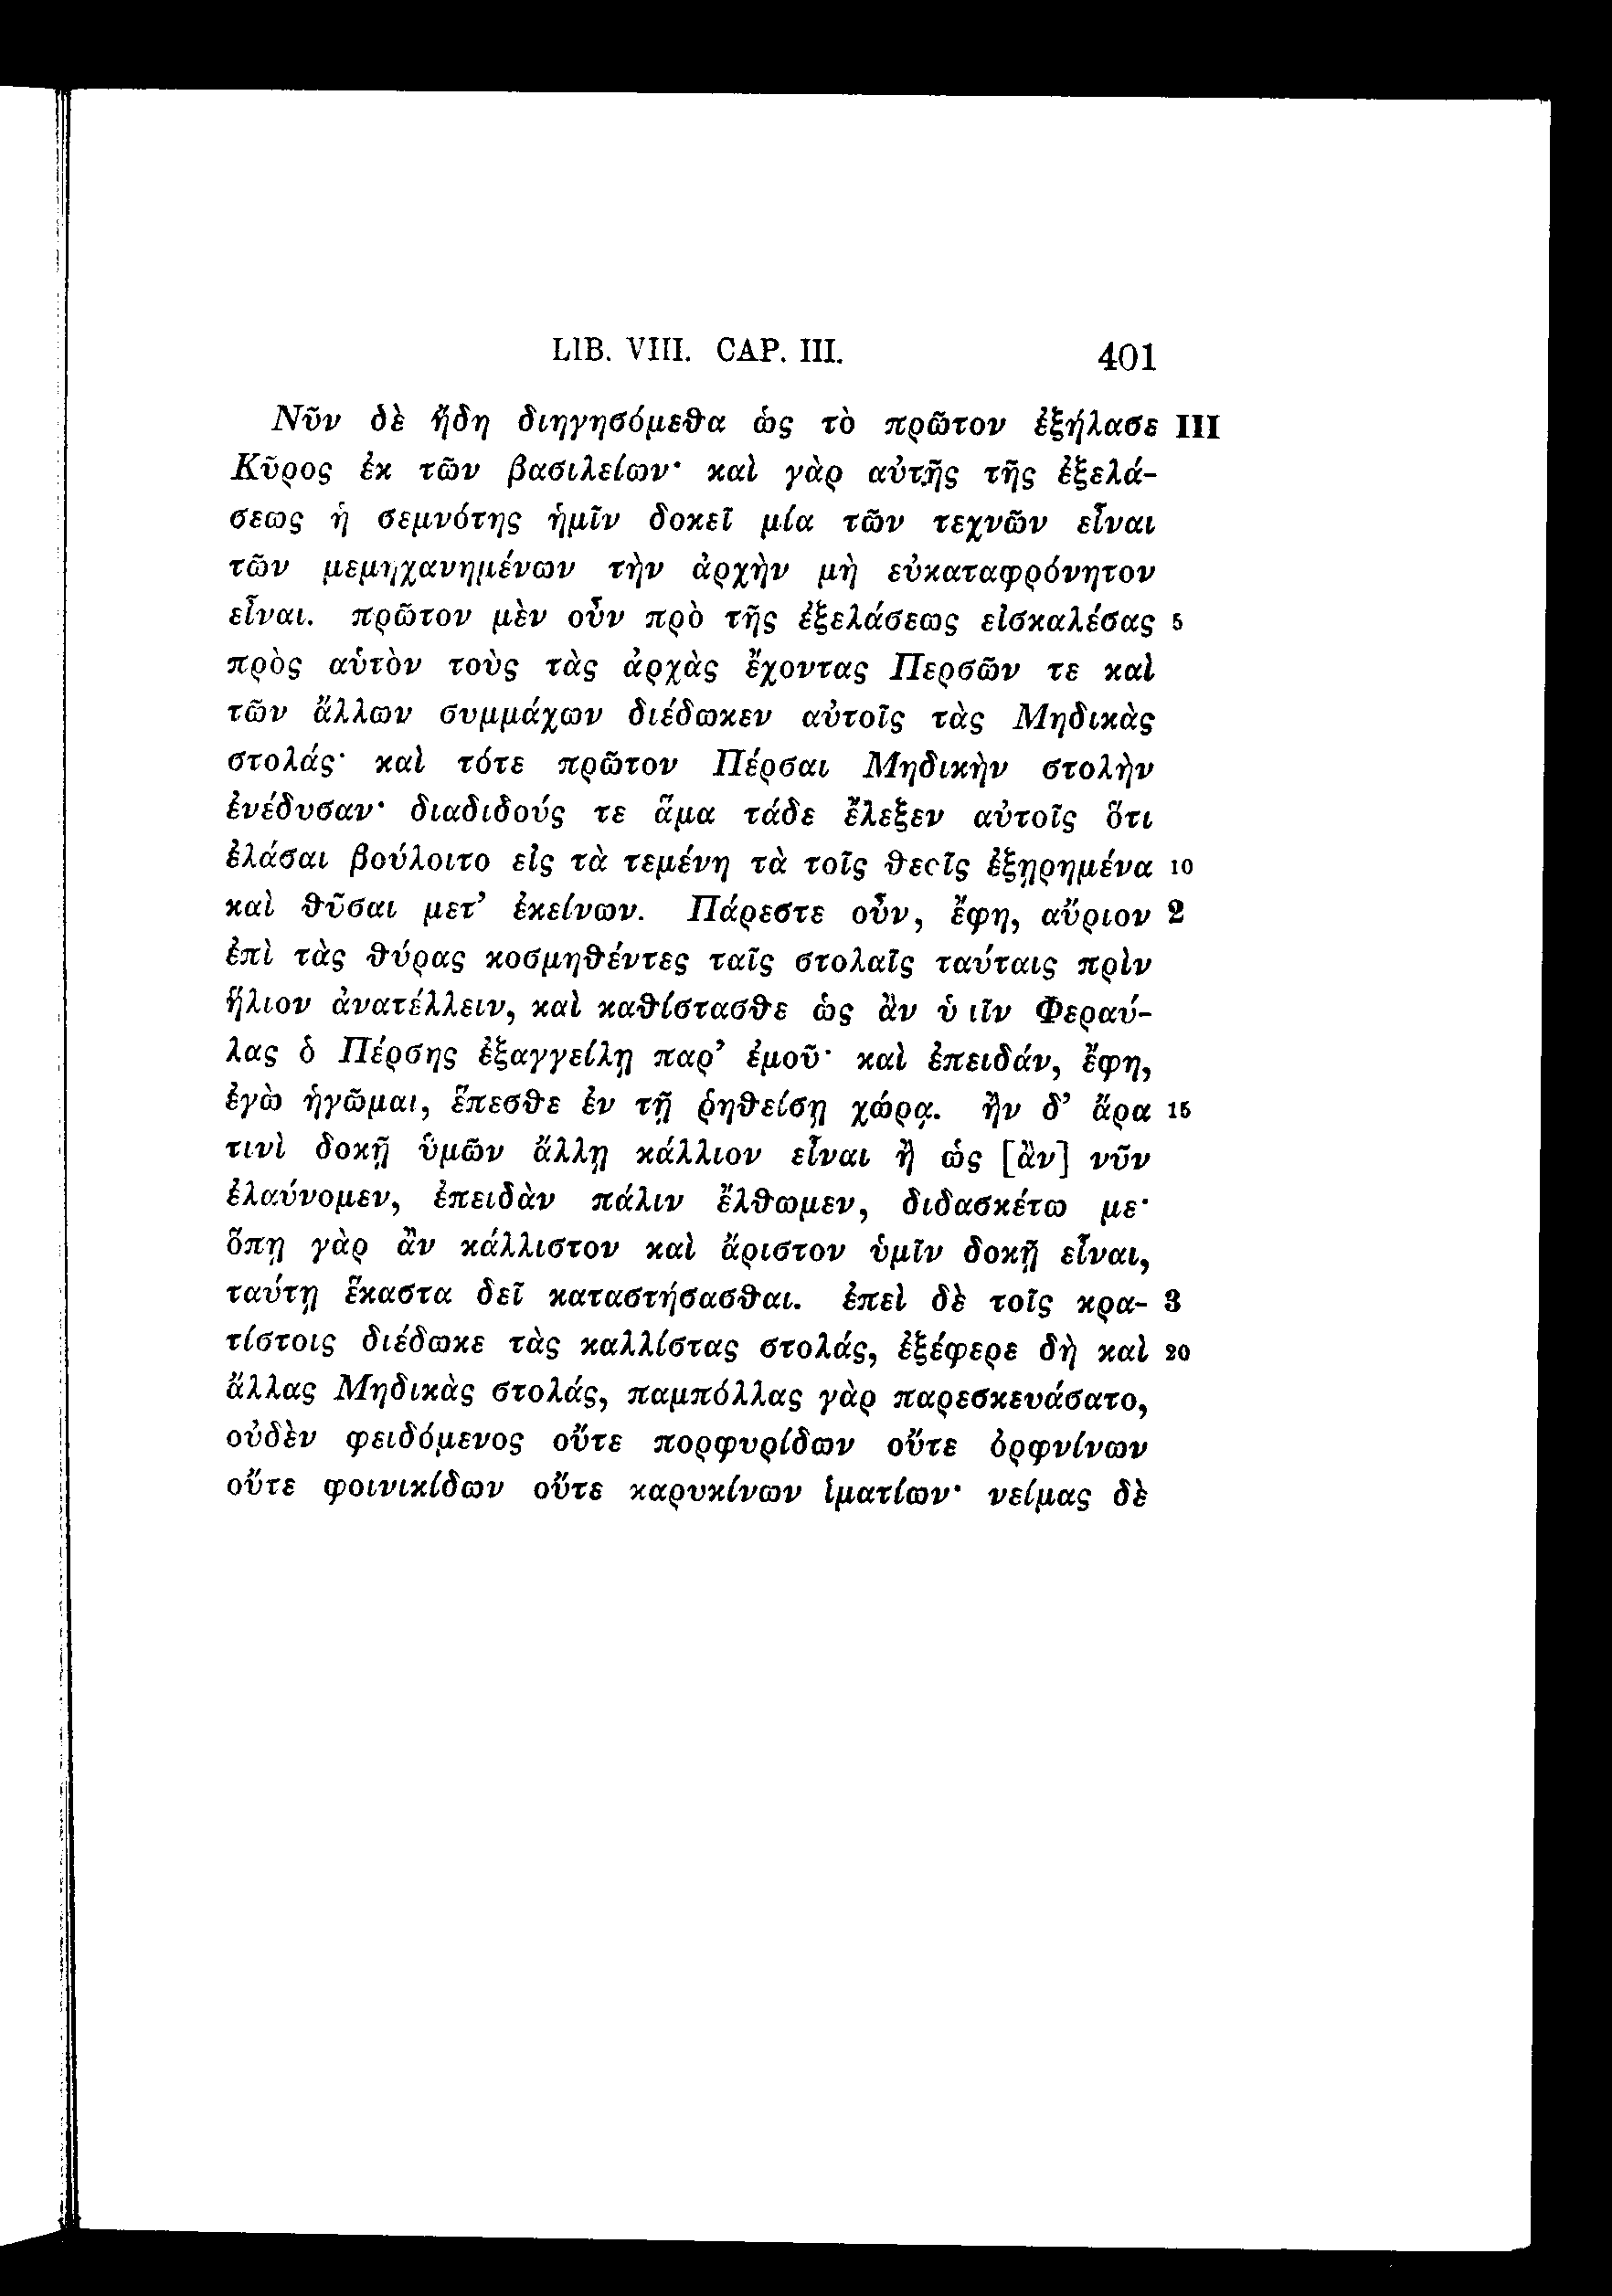 LIB. VIII. CAP. III. 401
Νῦν δὲ ἤδη διηγησόμεθα ὡς τὸ πρῶτον ἐξήλασε III
Κῦρος ἐκ τῶν βασιλείων· καὶ γὰρ αὐτῆς τῆς ἐξελά-
σεως ἡ σεμνότης ἡμῖν δοκεῖ μία τῶν τεχνῶν εἶναι
τῶν μεμηχανημένων τὴν ἀρχὴν μὴ εὐκαταφρόνητον
εἶναι. πρῶτον μὲν οὖν πρὸ τῆς ἐξελάσεως εἰσκαλέσας 5
πρὸς αὑτὸν τοὺς τὰς ἀρχὰς ἔχοντας Περσῶν τε καὶ
τῶν ἄλλων συμμάχων διέδωκεν αὐτοῖς τὰς Μηδικὰς
στολάς· καὶ τότε πρῶτον Πέρσαι Μηδικὴν στολὴν
ἐνέδυσαν· διαδιδούς τε ἅμα τάδε ἔλεξεν αὐτοῖς ὅτι
ἐλάσαι βούλοιτο εἰς τὰ τεμένη τὰ τοῖς θεοῖς ἐξῃρημένα 10
καὶ θῦσαι μετ’ ἐκείνων. Πάρεστε οὖν, ἔφη, αὔριον 2
ἐπὶ τὰς θύρας κοσμηθέντες ταῖς στολαῖς ταύταις πρὶν
ἥλιον ἀνατέλλειν, καὶ καθίστασθε ὡς ἂν ὑμῖν Φεραύ-
λας ὁ Πέρσης ἐξαγγείλῃ παρ’ ἐμοῦ· καὶ ἐπειδάν, ἔφη,
ἐγὼ ἡγῶμαι, ἕπεσθε ἐν τῇ ῥηθείσῃ χώρᾳ. ἢν δ’ ἄρα 15
τινὶ δοκῇ ὑμῶν ἄλλῃ κάλλιον εἶναι ἢ ὡς [ἂν] νῦν
ἐλαύνομεν, ἐπειδὰν πάλιν ἔλθωμεν, διδασκέτω με·
ὅπῃ γὰρ ἂν κάλλιστον καὶ ἄριστον ὑμῖν δοκῇ εἶναι,
ταύτῃ ἕκαστα δεῖ καταστήσασθαι. ἐπεὶ δὲ τοῖς κρα- 3
τίστοις διέδωκε τὰς καλλίστας στολάς, ἐξέφερε δὴ καὶ 20
ἄλλας Μηδικὰς στολάς, παμπόλλας γὰρ παρεσκευάσατο,
οὐδὲν φειδόμενος οὔτε πορφυρίδων οὔτε ὀρφνίνων
οὔτε φοινικίδων οὔτε καρυκίνων ἱματίων· νείμας δὲ